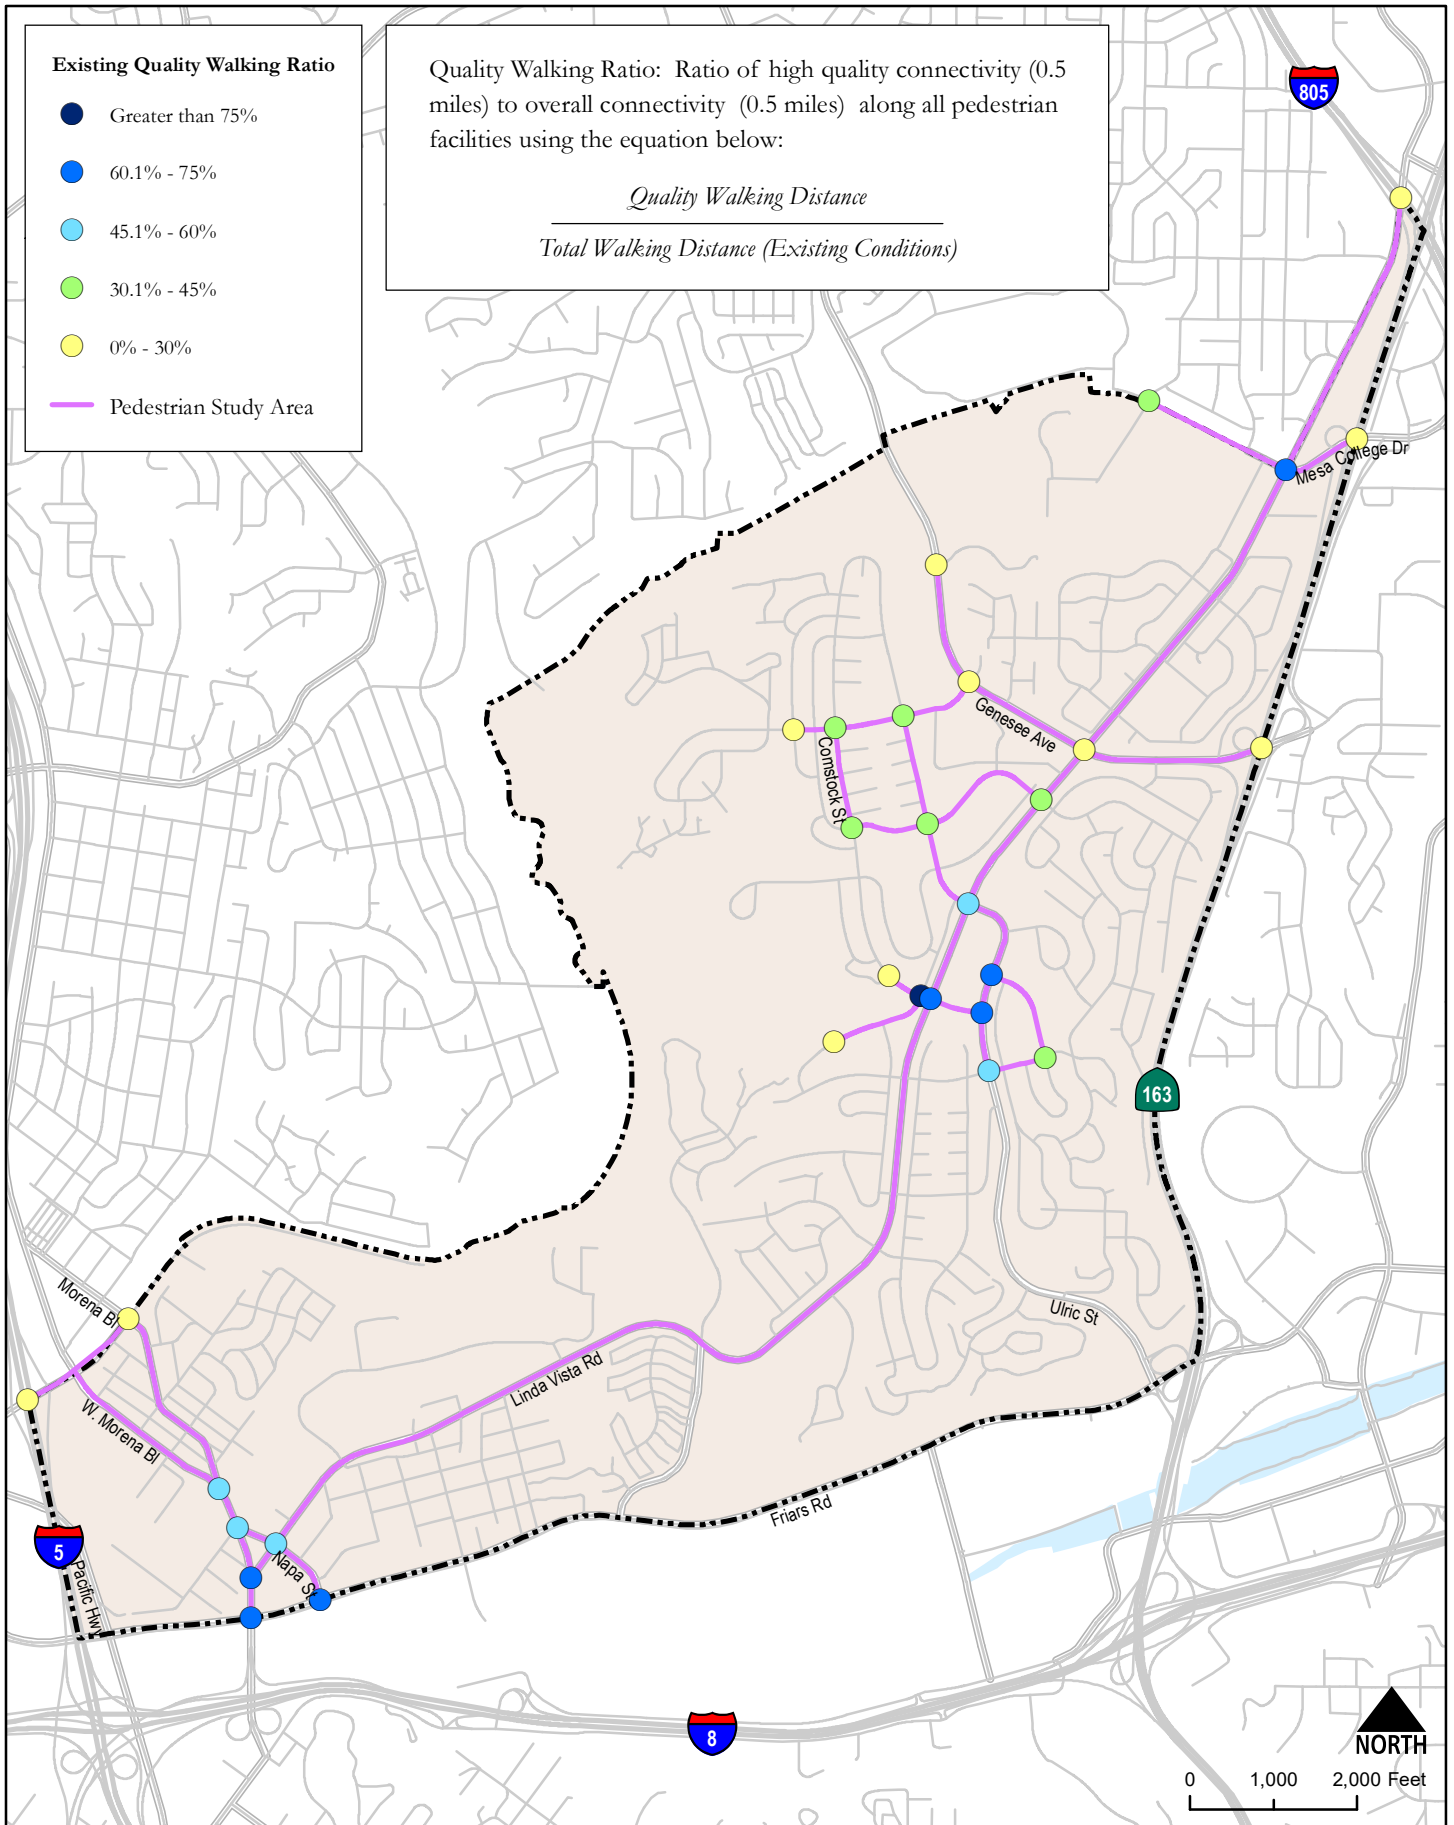 Existing Quality Walking Ratio
Greater than 75%
60.1% - 75%
45.1% - 60%
30.1% - 45%
0% - 30%
Pedestrian Study Area
Quality Walking Ratio: Ratio of high quality connectivity (0.5
miles) to overall connectivity (0.5 miles) along all pedestrian
facilities using the equation below:
Quality Walking Distance
Total Walking Distance (Existing Conditions)
805
Mesa College Dr
Genesee Ave
Comstock St
163
Morena Bl
Ulric St
Linda Vista Rd
W. Morena Bl
Friars Rd
5
Napa St
Pacific Hwy
8
NORTH
0 1,000 2,000 Feet